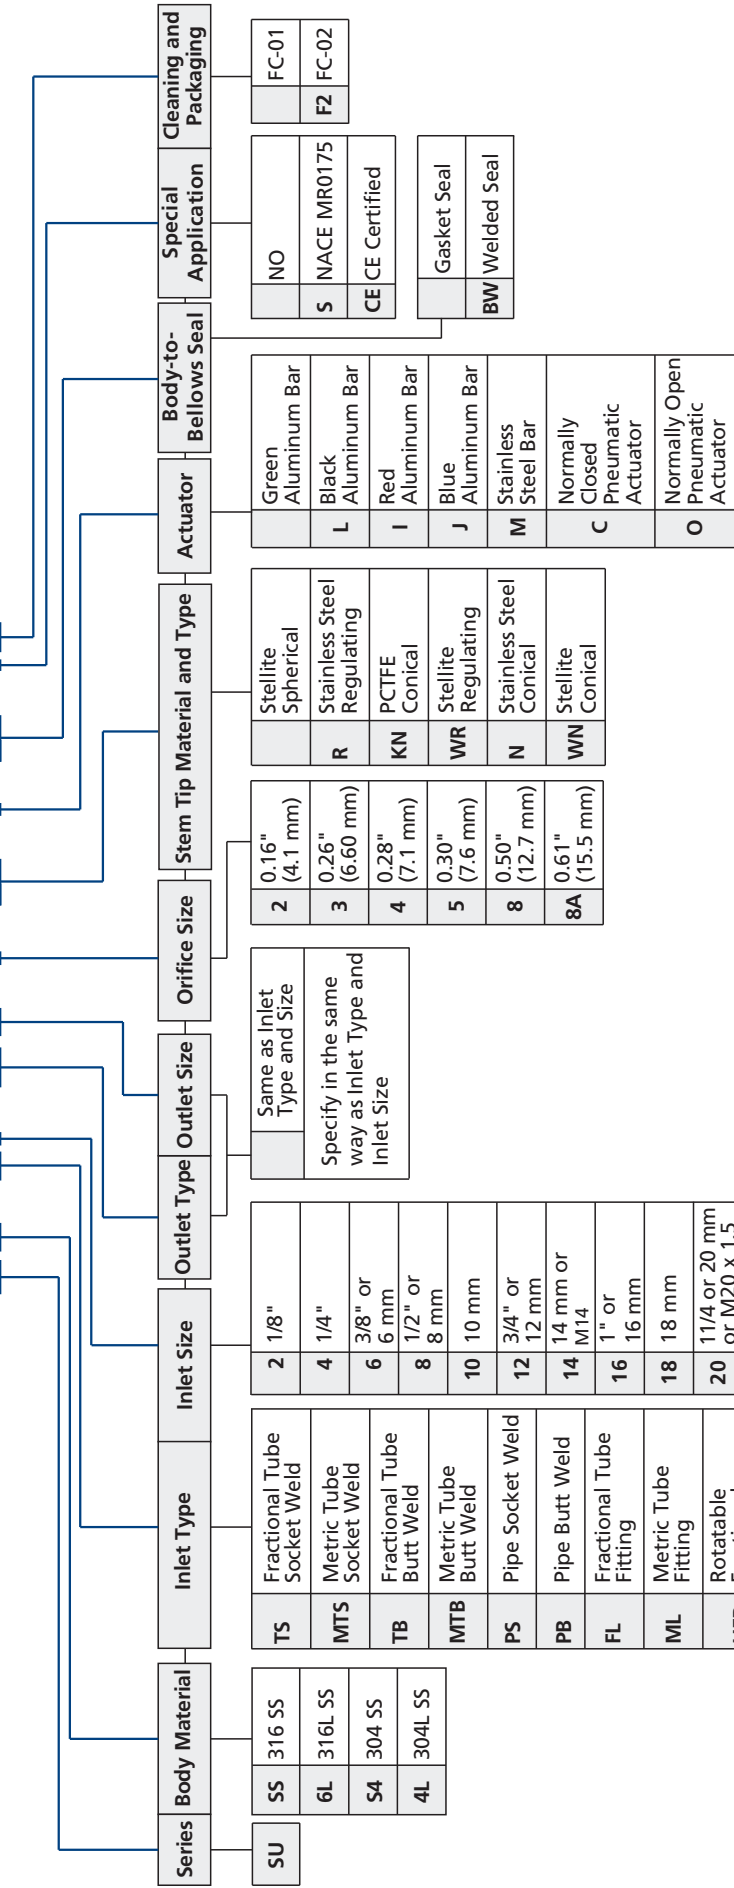 Series
SU
Body Material
SS 316 SS
6L 316L SS
S4 304 SS
4L 304L SS
Inlet Type
TS Fractional Tube
Socket Weld
MTS Metric Tube
Socket Weld
TB Fractional Tube
Butt Weld
MTB Metric Tube
Butt Weld
PS Pipe Socket Weld
PB Pipe Butt Weld
FL Fractional Tube
Fitting
ML Metric Tube
Fitting
Rotatable
Inlet Size
2 1/8"
4 1/4"
6 3/8" or
6 mm
8 1/2" or
8 mm
10 10 mm
12 3/4" or
12 mm
14 14 mm or
M14
16 1" or
16 mm
18 18 mm
20 11/4 or 20 mm
or M20 x 1.5
Outlet Type
Outlet Size
Same as Inlet
Type and Size
Specify in the same
way as Inlet Type and
Inlet Size
Orifice Size
2 0.16"
(4.1 mm)
3 0.26"
(6.60 mm)
4 0.28"
(7.1 mm)
5 0.30"
(7.6 mm)
8 0.50"
(12.7 mm)
8A 0.61"
(15.5 mm)
Stem Tip Material and Type
Stellite
Spherical
R Stainless Steel
Regulating
KN PCTFE
Conical
WR Stellite
Regulating
N Stainless Steel
Conical
WN Stellite
Conical
Actuator
Green
Aluminum Bar
L Black
Aluminum Bar
I Red
Aluminum Bar
J Blue
Aluminum Bar
M Stainless
Steel Bar
C Normally
Closed
Pneumatic
Actuator
O Normally Open
Pneumatic
Actuator
Body-to-
Bellows Seal
Gasket Seal
BW Welded Seal
Special
Application
NO
S NACE MR0175
CE CE Certified
Cleaning and
Packaging
FC-01
F2 FC-02